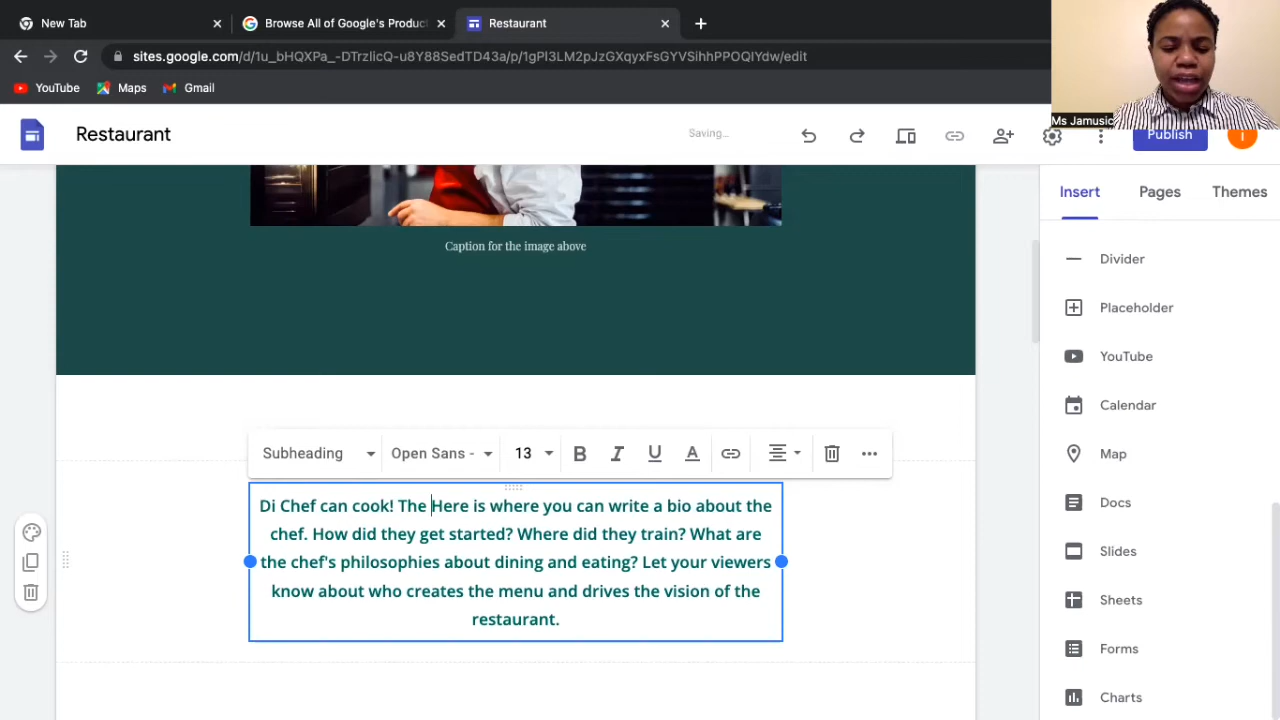 New Tab
Browse All of Google's Product
Restaurant
sites.google.com/d/1u_bHQXPa_-DTrzlicQ-u8Y88SedTD43a/p/1gPl3LM2pJzGXqyxFsGYVSihhPPOQIYdw/edit
YouTube
Maps
Gmail
Ms Jamusic
Restaurant
Saving...
Publish
Insert
Pages
Themes
Caption for the image above
Divider
Placeholder
YouTube
Calendar
Map
Docs
Slides
Sheets
Forms
Charts
Subheading
Open Sans -
13
B
I
U
A
Di Chef can cook! The Here is where you can write a bio about the
chef. How did they get started? Where did they train? What are
the chef's philosophies about dining and eating? Let your viewers
know about who creates the menu and drives the vision of the
restaurant.